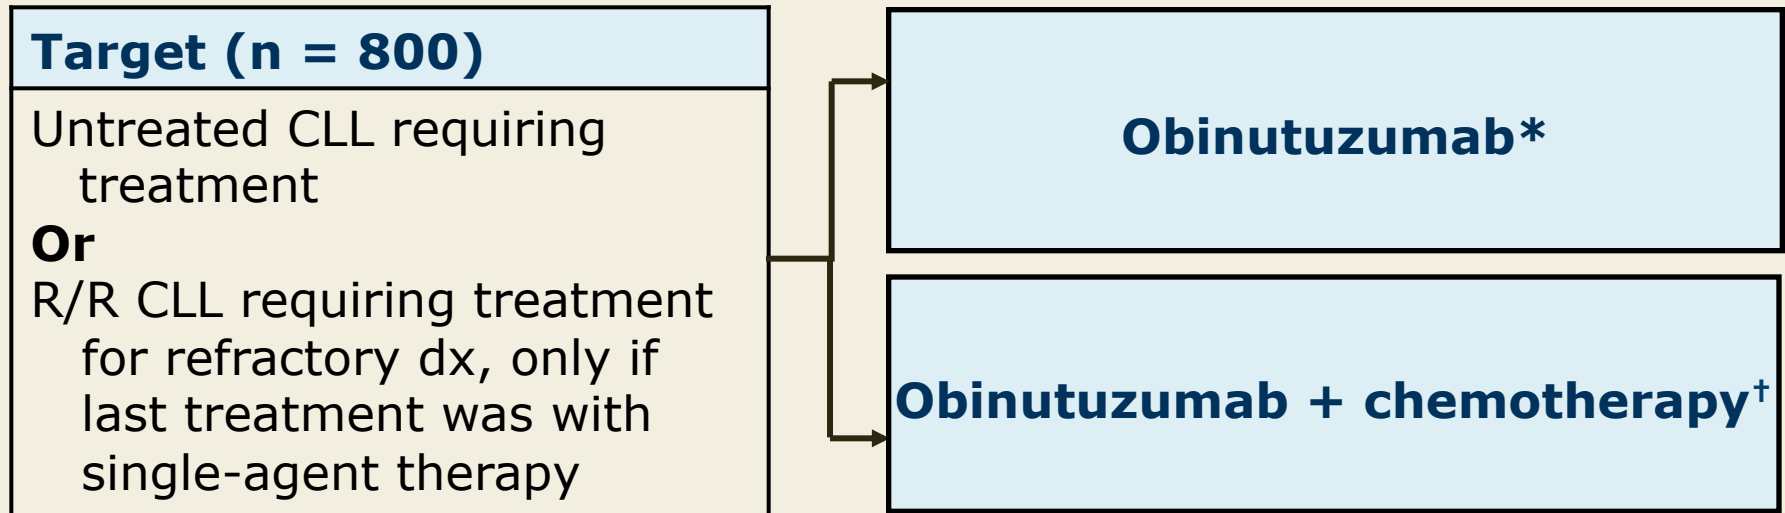 Target (n = 800)
Untreated CLL requiring
treatment
Or
R/R CLL requiring treatment
for refractory dx, only if
last treatment was with
single-agent therapy
Obinutuzumab*
Obinutuzumab + chemotherapy†